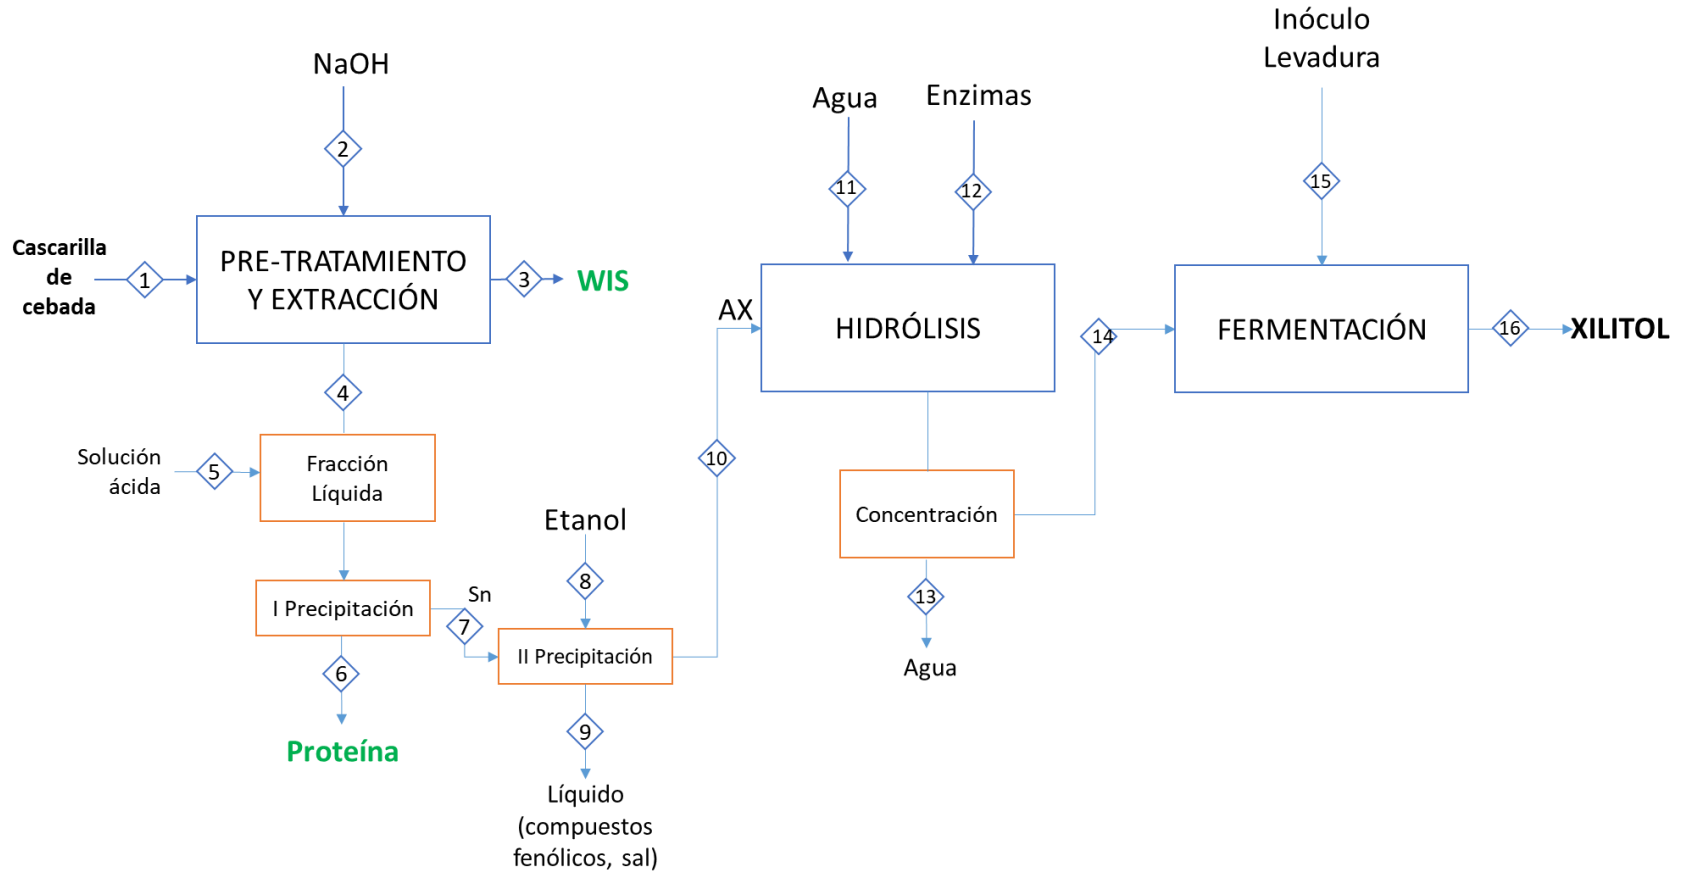 Inóculo
Levadura
NaOH
Agua
Enzimas
2
11
12
15
Cascarilla
de
cebada
1
PRE-TRATAMIENTO
Y EXTRACCIÓN
3
WIS
AX
HIDRÓLISIS
14
FERMENTACIÓN
16
XILITOL
4
Solución
ácida
5
Fracción
Líquida
10
Etanol
Concentración
8
I Precipitación
Sn
7
13
II Precipitación
Agua
6
9
Proteína
Líquido
(compuestos
fenólicos, sal)